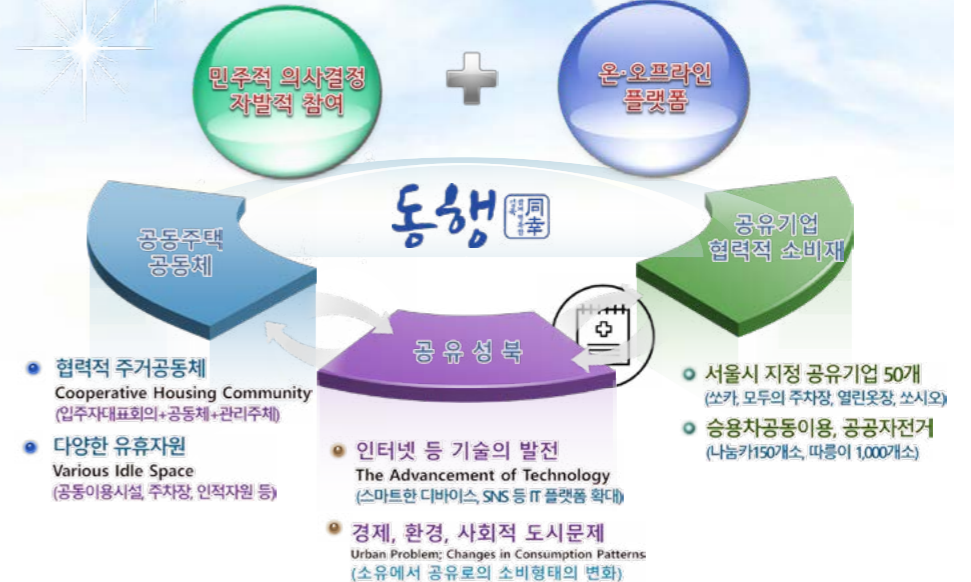 민주적 의사결정
자발적 참여
온·오프라인
플랫폼
동행
同幸
공동주택
공동체
공유성북
공유기업
협력적 소비재
협력적 주거공동체
Cooperative Housing Community
(입주자대표회의+공동체+관리주체)
다양한 유휴자원
Various Idle Space
(공동이용시설, 주차장, 인적자원 등)
인터넷 등 기술의 발전
The Advancement of Technology
(스마트한 디바이스, SNS 등 IT 플랫폼 확대)
경제, 환경, 사회적 도시문제
Urban Problem; Changes in Consumption Patterns
(소유에서 공유로의 소비형태의 변화)
서울시 지정 공유기업 50개
(쏘카, 모두의 주차장, 열린옷장, 쏘시오)
승용차공동이용, 공공자전거
(나눔카150개소, 따릉이 1,000개소)